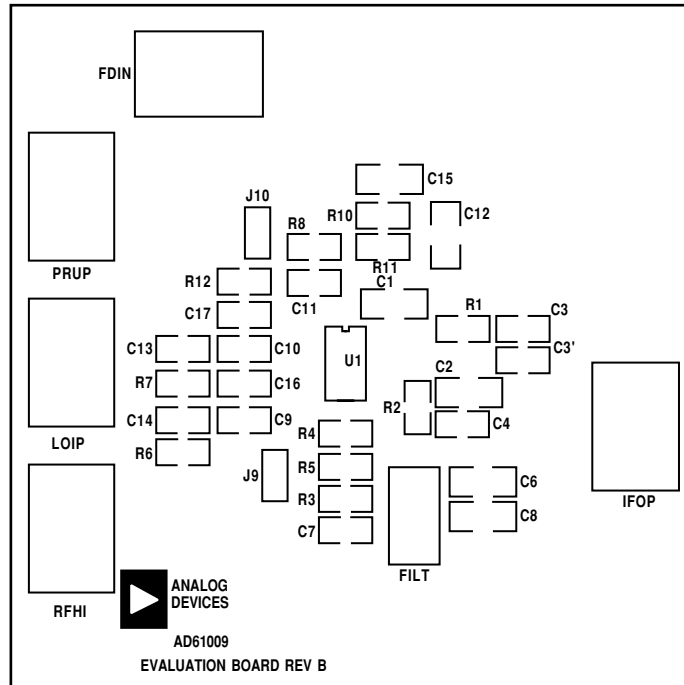 FDIN
PRUP
LOIP
RFHI
J10
R8
C15
R10
C12
R11
R12
C11
C1
C17
R1
C3
C3'
C13
C10
U1
C2
R7
C16
R2
C14
C9
C4
R4
R6
J9
R5
C6
R3
C8
C7
IFOP
FILT
ANALOG
DEVICES
AD61009
EVALUATION BOARD REV B